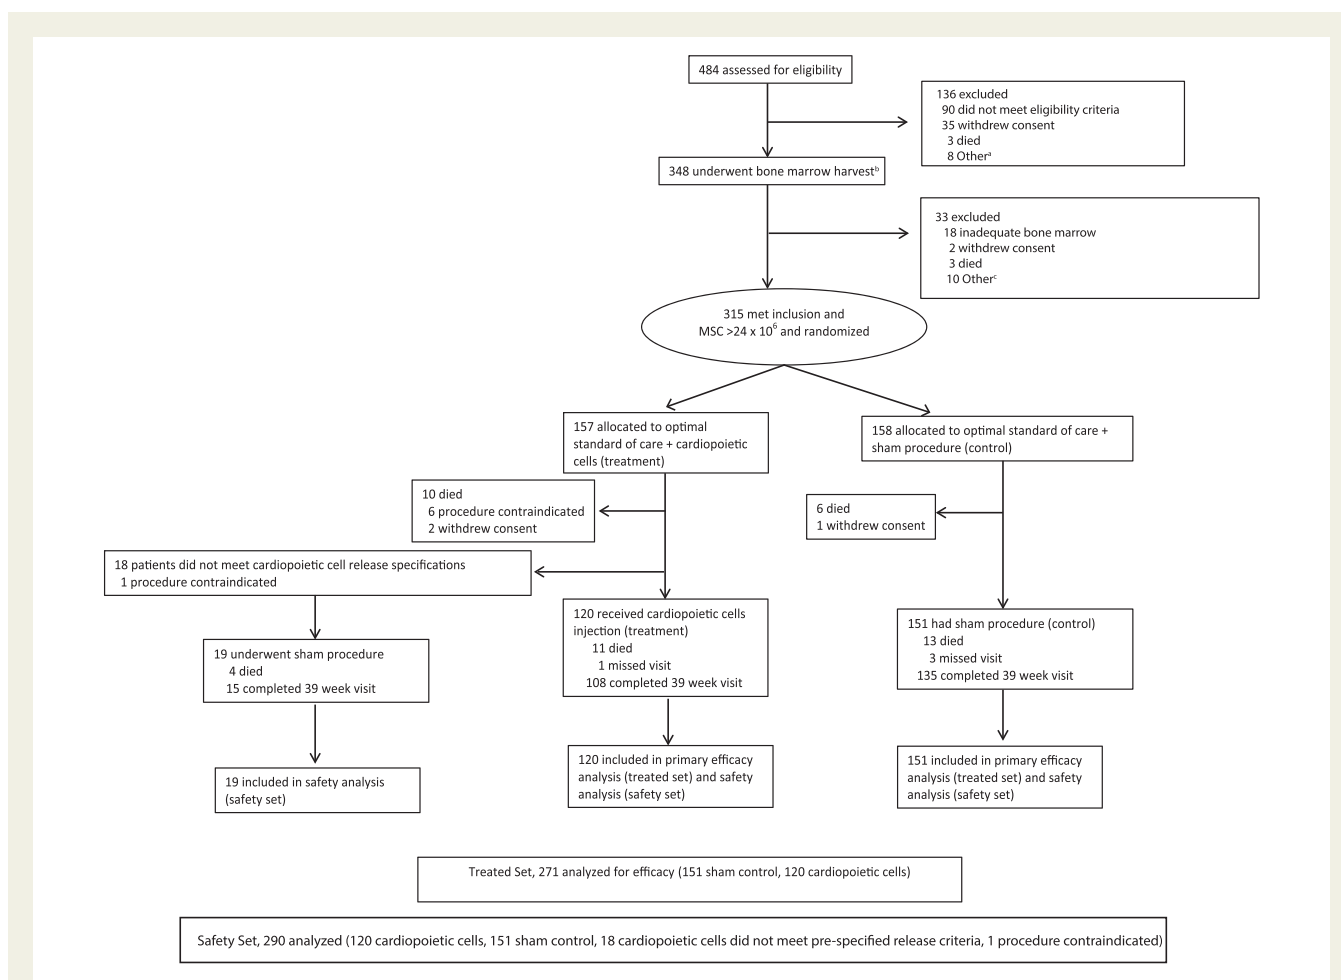 484 assessed for eligibility
136 excluded
90 did not meet eligibility criteria
35 withdrew consent
3 died
8 Otherᵃ
348 underwent bone marrow harvestᵇ
33 excluded
18 inadequate bone marrow
2 withdrew consent
3 died
10 Otherᶜ
315 met inclusion and
MSC >24 x 10⁶ and randomized
157 allocated to optimal
standard of care + cardiopoietic
cells (treatment)
158 allocated to optimal standard of care +
sham procedure (control)
10 died
6 procedure contraindicated
2 withdrew consent
6 died
1 withdrew consent
18 patients did not meet cardiopoietic cell release specifications
1 procedure contraindicated
19 underwent sham procedure
4 died
15 completed 39 week visit
120 received cardiopoietic cells
injection (treatment)
11 died
1 missed visit
108 completed 39 week visit
151 had sham procedure (control)
13 died
3 missed visit
135 completed 39 week visit
19 included in safety analysis
(safety set)
120 included in primary efficacy
analysis (treated set) and safety
analysis (safety set)
151 included in primary efficacy
analysis (treated set) and safety
analysis (safety set)
Treated Set, 271 analyzed for efficacy (151 sham control, 120 cardiopoietic cells)
Safety Set, 290 analyzed (120 cardiopoietic cells, 151 sham control, 18 cardiopoietic cells did not meet pre-specified release criteria, 1 procedure contraindicated)